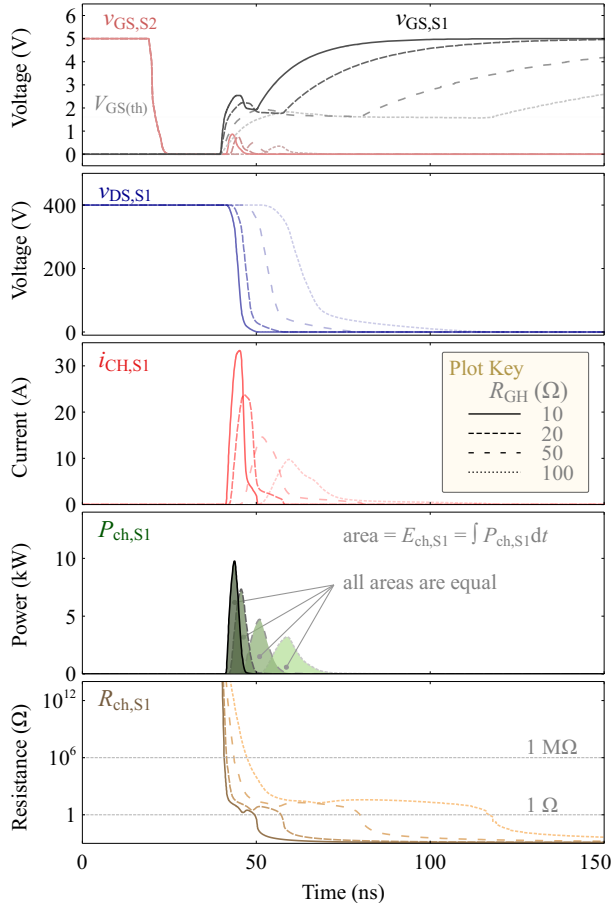 v_GS,S2
v_GS,S1
V_GS(th)
Voltage (V)
6
5
4
3
2
1
0
v_DS,S1
Voltage (V)
400
200
0
i_CH,S1
Current (A)
30
20
10
0
Plot Key
R_GH (Ω)
10
20
50
100
P_ch,S1
area = E_ch,S1 = ∫ P_ch,S1 dt
all areas are equal
Power (kW)
10
5
0
R_ch,S1
Resistance (Ω)
10^12
10^6
1
1 MΩ
1 Ω
0
50
100
150
Time (ns)